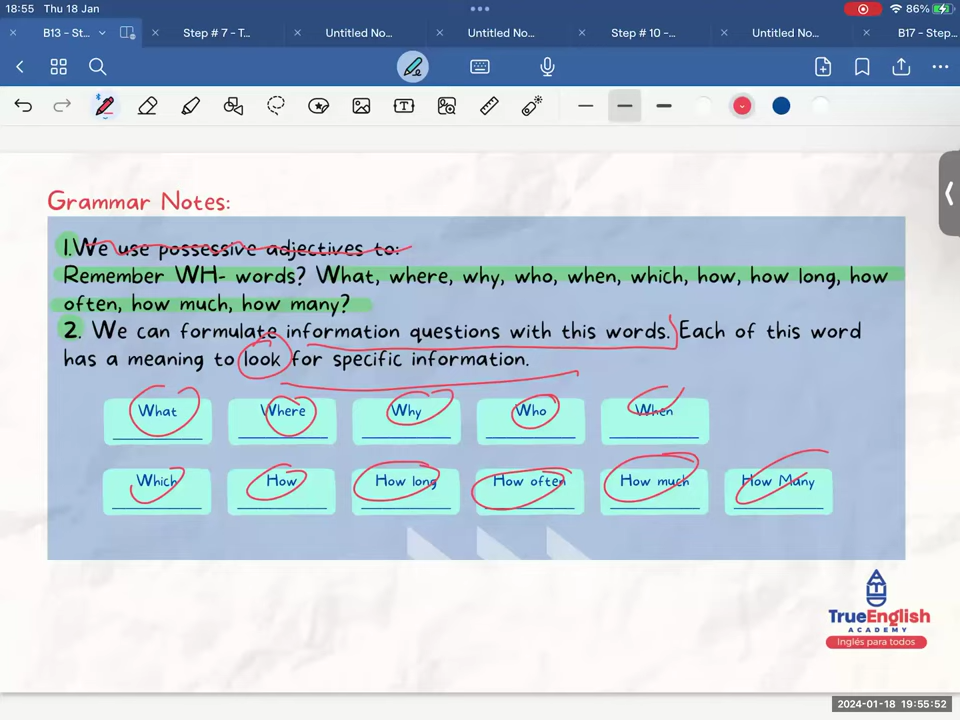 18:55 Thu 18 Jan
86%
B13 - St...
Step # 7 - T...
Untitled No...
Untitled No...
Step # 10 -...
Untitled No...
B17 - Step...
Grammar Notes:
1.We use possessive adjectives to:
Remember WH- words? What, where, why, who, when, which, how, how long, how
often, how much, how many?
2. We can formulate information questions with this words. Each of this word
has a meaning to look for specific information.
What Where Why Who When
Which How How long How often How much How Many
TrueEnglish
ACADEMY
Inglés para todos
2024-01-18 19:55:52